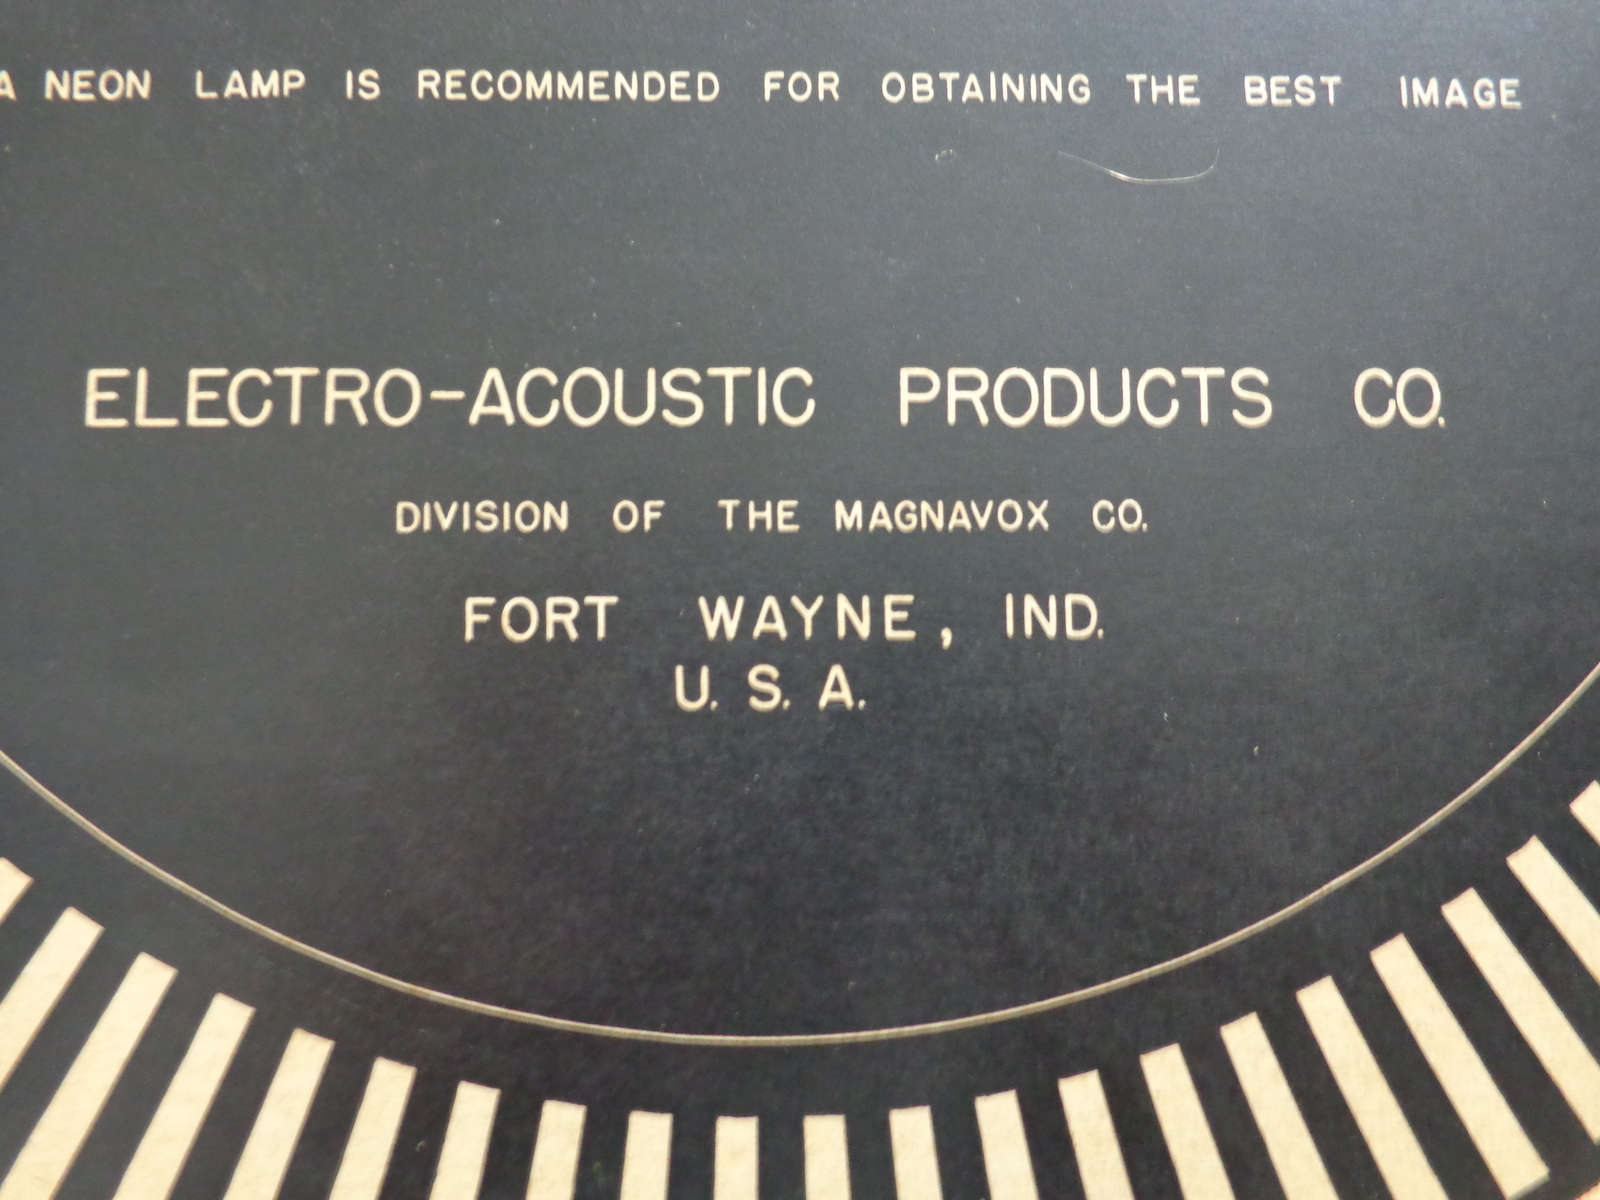 A NEON LAMP IS RECOMMENDED FOR OBTAINING THE BEST IMAGE
ELECTRO-ACOUSTIC PRODUCTS CO.
DIVISION OF THE MAGNAVOX CO.
FORT WAYNE, IND.
U. S. A.